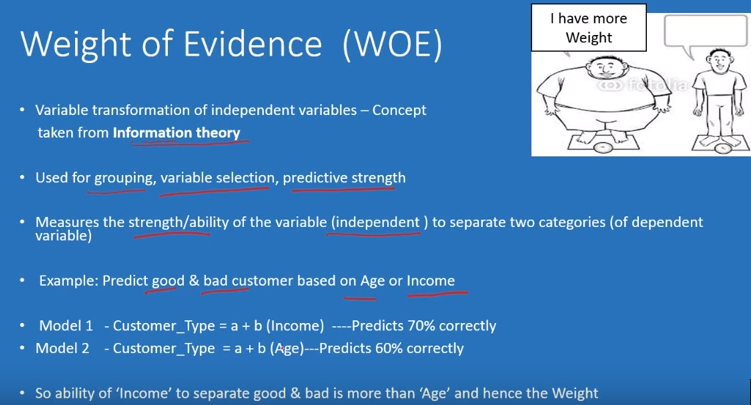 Weight of Evidence (WOE)
I have more
Weight
fotolia
• Variable transformation of independent variables – Concept
taken from Information theory
• Used for grouping, variable selection, predictive strength
• Measures the strength/ability of the variable (independent ) to separate two categories (of dependent
variable)
• Example: Predict good & bad customer based on Age or Income
• Model 1 - Customer_Type = a + b (Income) ----Predicts 70% correctly
• Model 2 - Customer_Type = a + b (Age)---Predicts 60% correctly
• So ability of ‘Income’ to separate good & bad is more than ‘Age’ and hence the Weight